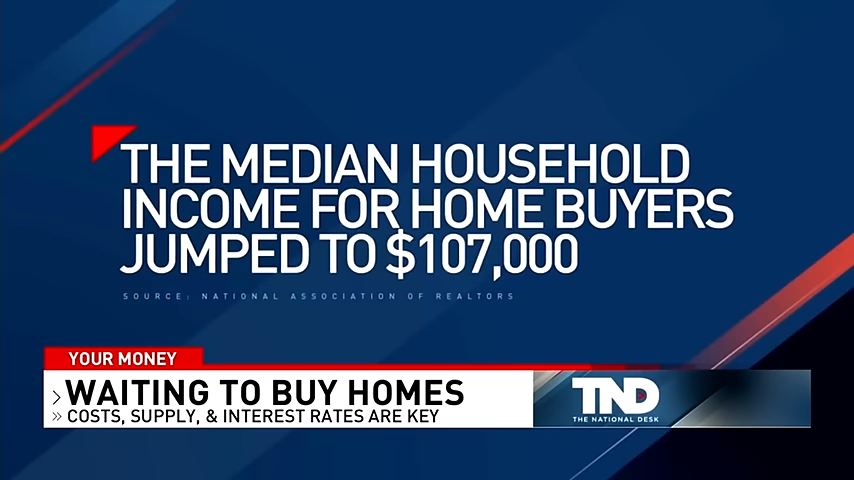 THE MEDIAN HOUSEHOLD
INCOME FOR HOME BUYERS
JUMPED TO $107,000
SOURCE: NATIONAL ASSOCIATION OF REALTORS
YOUR MONEY
> WAITING TO BUY HOMES
» COSTS, SUPPLY, & INTEREST RATES ARE KEY
TND
THE NATIONAL DESK